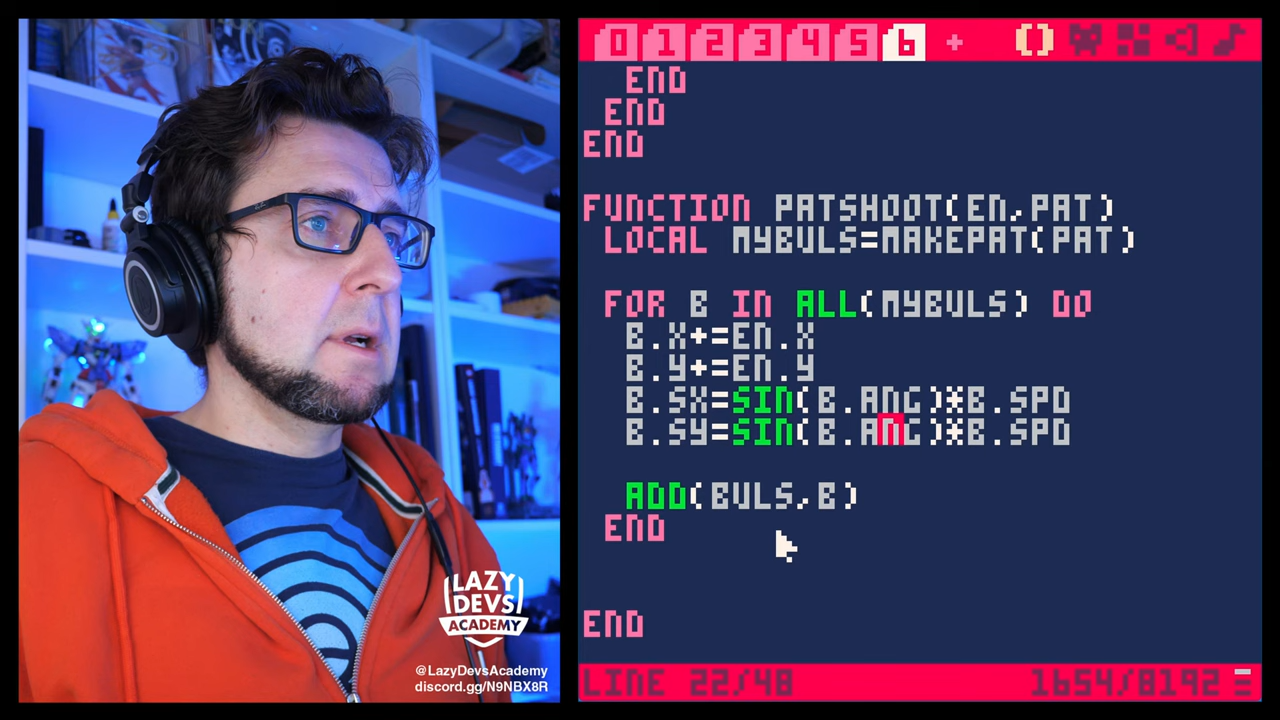 0 1 2 3 4 5 6 + ()
END
END
END
FUNCTION PATSHOOT(EN,PAT)
LOCAL MYBULS=MAKEPAT(PAT)
FOR B IN ALL(MYBULS) DO
B.X+=EN.X
B.Y+=EN.Y
B.SX=SIN(B.ANG)*B.SPD
B.SY=SIN(B.ANG)*B.SPD
ADD(BULS,B)
END
END
LINE 22/48 1654/8192
LAZY
DEVS
ACADEMY
@LazyDevsAcademy
discord.gg/N9NBX8R